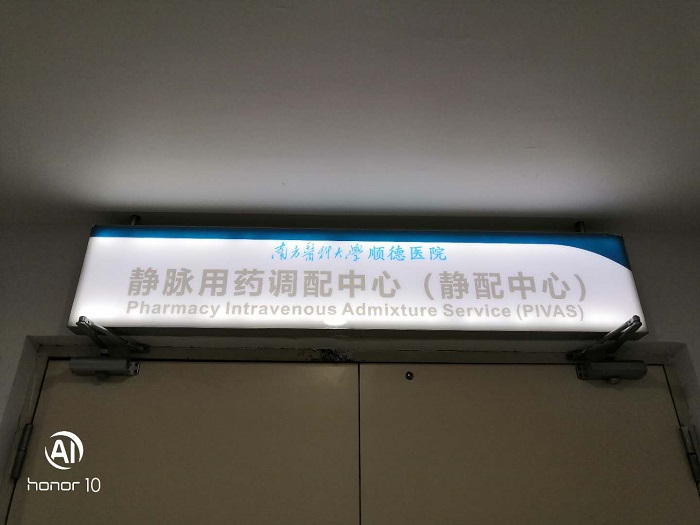 南方醫科大學 顺德医院
静脉用药调配中心（静配中心）
Pharmacy Intravenous Admixture Service (PIVAS)
AI
honor 10